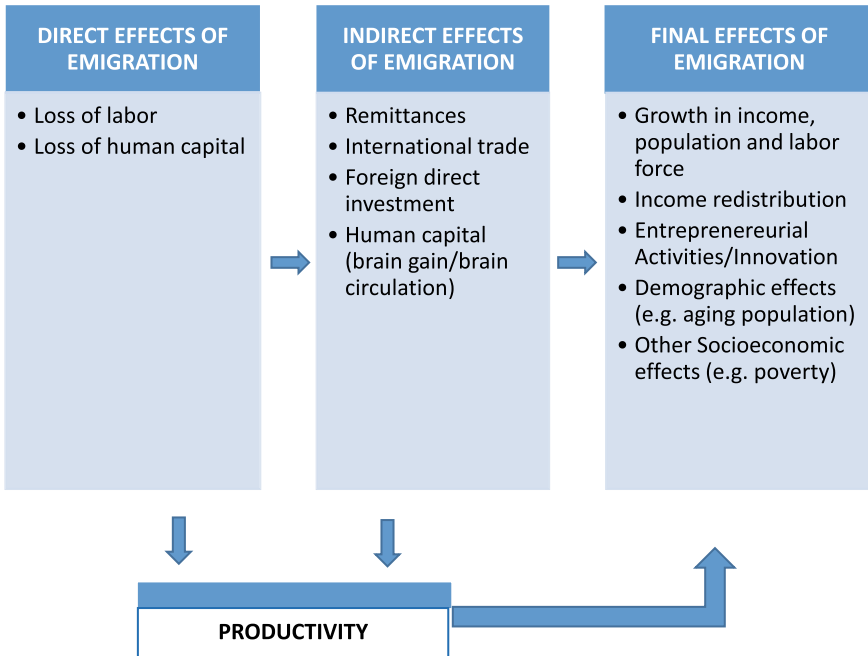 DIRECT EFFECTS OF
EMIGRATION
• Loss of labor
• Loss of human capital
INDIRECT EFFECTS
OF EMIGRATION
• Remittances
• International trade
• Foreign direct
investment
• Human capital
(brain gain/brain
circulation)
FINAL EFFECTS OF
EMIGRATION
• Growth in income,
population and labor
force
• Income redistribution
• Entreprenereurial
Activities/Innovation
• Demographic effects
(e.g. aging population)
• Other Socioeconomic
effects (e.g. poverty)
PRODUCTIVITY